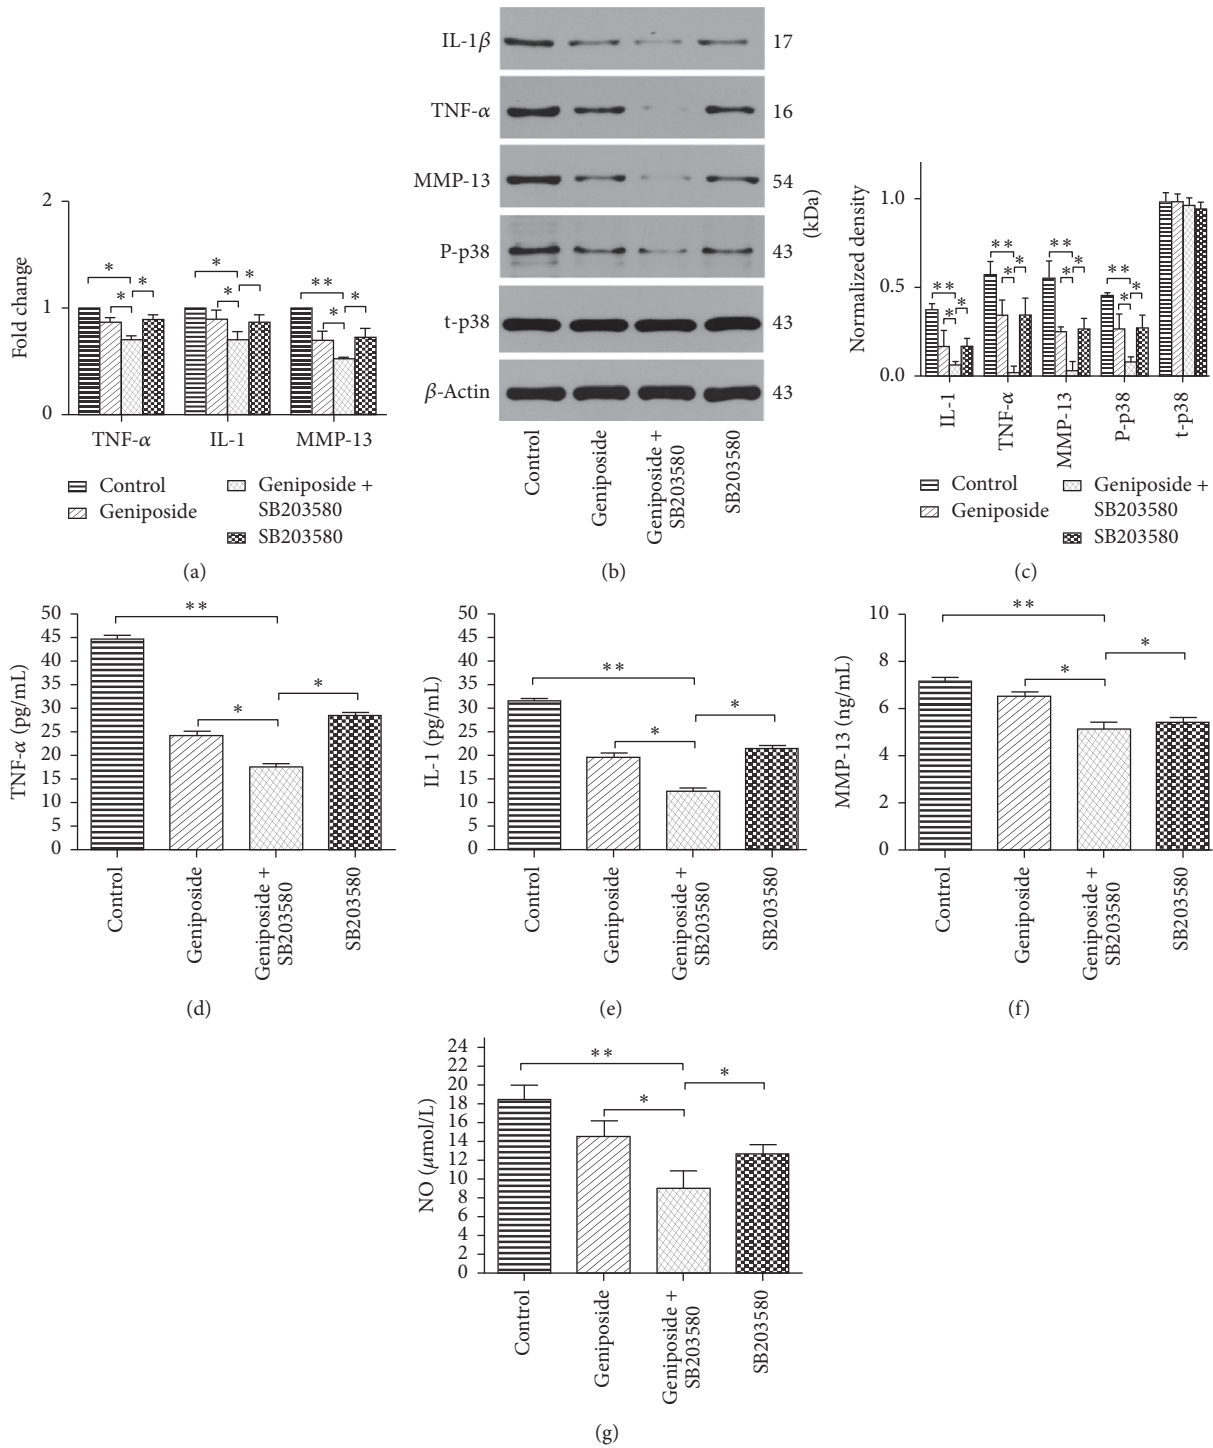 Fold change
2
1
0
* * *
* * *
** * *
TNF-α IL-1 MMP-13
Control
Geniposide
Geniposide +
SB203580
SB203580
(a)
IL-1β 17
TNF-α 16
MMP-13 54
P-p38 43
t-p38 43
β-Actin 43
(kDa)
Control
Geniposide
Geniposide +
SB203580
SB203580
(b)
Normalized density
1.0
0.5
0.0
** * *
** * *
** * *
** * *
IL-1
TNF-α
MMP-13
P-p38
t-p38
Control
Geniposide
Geniposide +
SB203580
SB203580
(c)
TNF-α (pg/mL)
50
45
40
35
30
25
20
15
10
5
0
**
*
*
Control
Geniposide
Geniposide +
SB203580
SB203580
(d)
IL-1 (pg/mL)
50
45
40
35
30
25
20
15
10
5
0
**
*
*
Control
Geniposide
Geniposide +
SB203580
SB203580
(e)
MMP-13 (ng/mL)
10
8
6
4
2
0
**
*
*
Control
Geniposide
Geniposide +
SB203580
SB203580
(f)
NO (μmol/L)
24
22
20
18
16
14
12
10
8
6
4
2
0
**
*
*
Control
Geniposide
Geniposide +
SB203580
SB203580
(g)